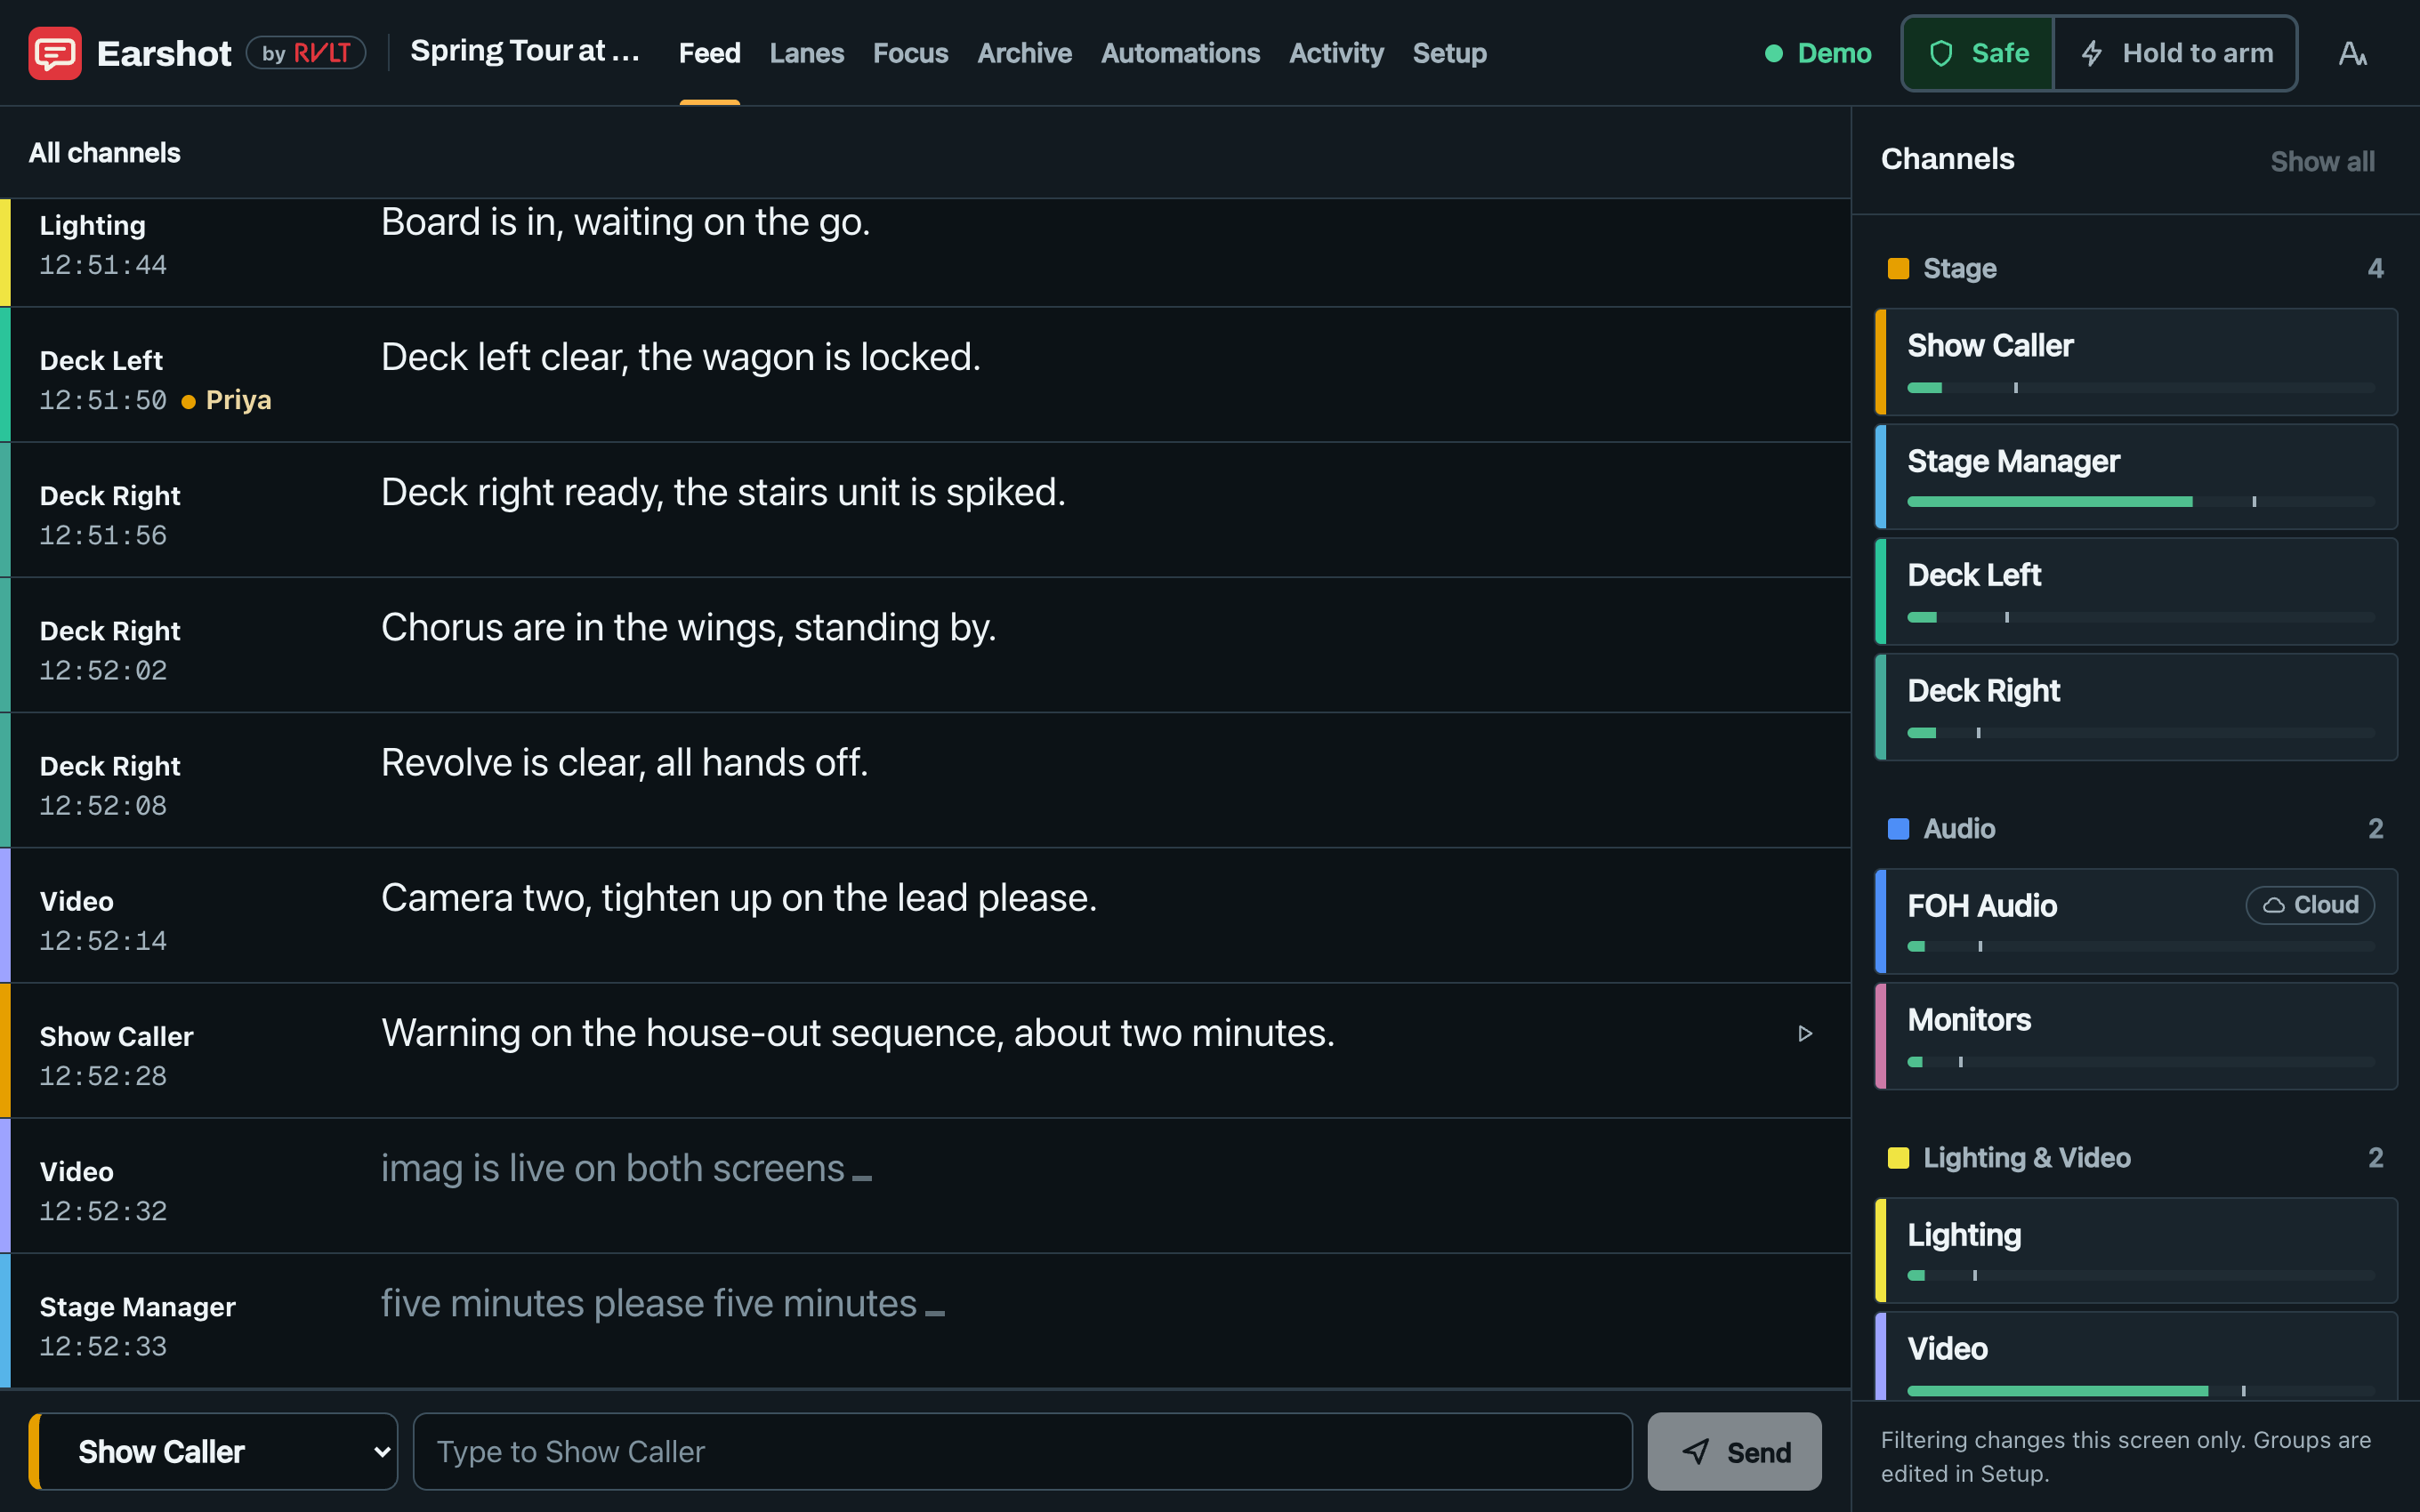 Earshot by RVLT
Spring Tour at ...
Feed Lanes Focus Archive Automations Activity Setup
Demo
Safe Hold to arm
All channels
Lighting
12:51:44
Board is in, waiting on the go.
Deck Left
12:51:50 Priya
Deck left clear, the wagon is locked.
Deck Right
12:51:56
Deck right ready, the stairs unit is spiked.
Deck Right
12:52:02
Chorus are in the wings, standing by.
Deck Right
12:52:08
Revolve is clear, all hands off.
Video
12:52:14
Camera two, tighten up on the lead please.
Show Caller
12:52:28
Warning on the house-out sequence, about two minutes.
Video
12:52:32
imag is live on both screens
Stage Manager
12:52:33
five minutes please five minutes
Show Caller
Type to Show Caller
Send
Channels Show all
Stage 4
Show Caller
Stage Manager
Deck Left
Deck Right
Audio 2
FOH Audio Cloud
Monitors
Lighting & Video 2
Lighting
Video
Filtering changes this screen only. Groups are
edited in Setup.